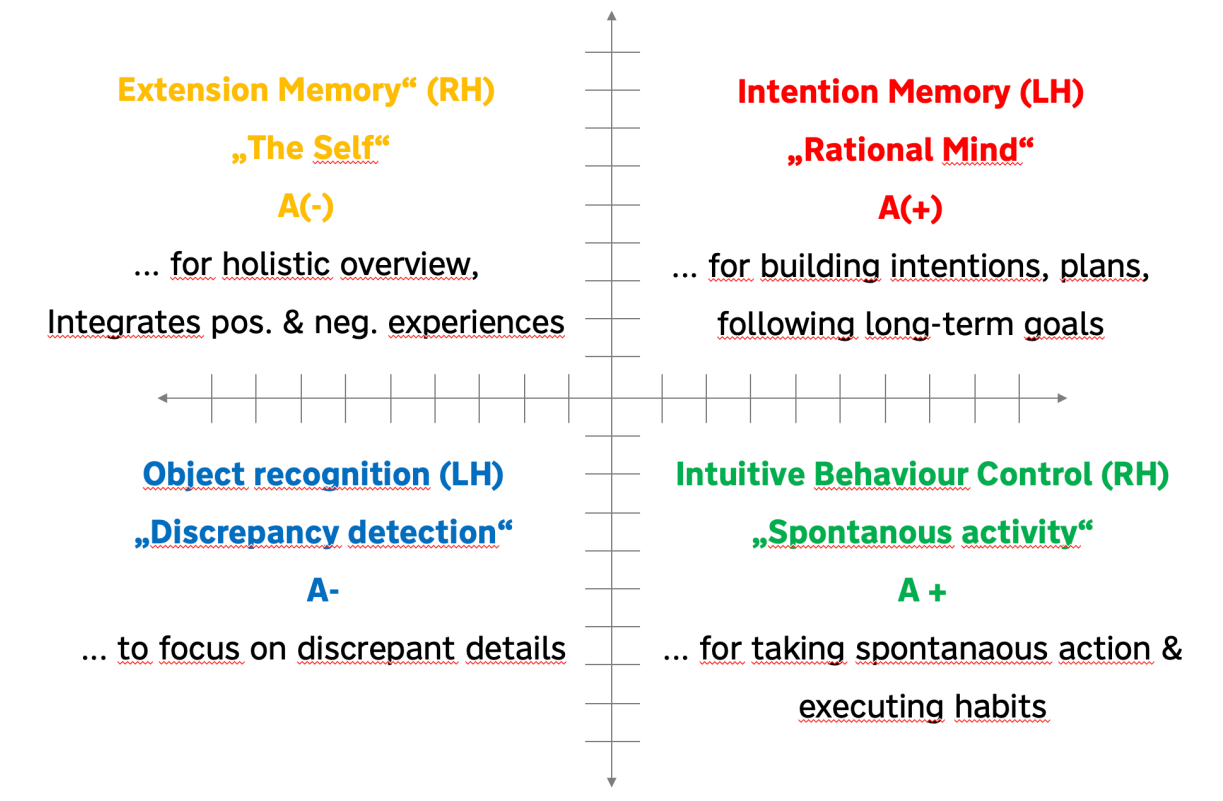 Extension Memory“ (RH)
„The Self“
A(-)
... for holistic overview,
Integrates pos. & neg. experiences
Intention Memory (LH)
„Rational Mind“
A(+)
... for building intentions, plans,
following long-term goals
Object recognition (LH)
„Discrepancy detection“
A-
... to focus on discrepant details
Intuitive Behaviour Control (RH)
„Spontanous activity“
A +
... for taking spontanaous action &
executing habits